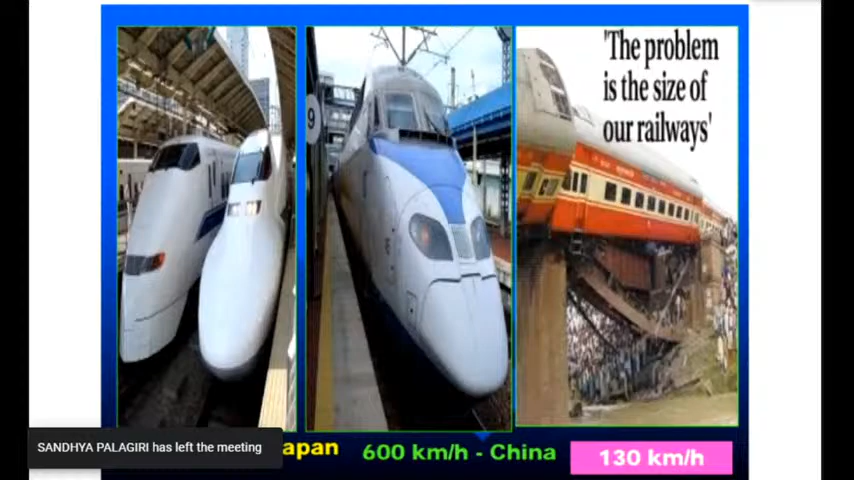 'The problem
is the size of
our railways'
9
SANDHYA PALAGIRI has left the meeting
apan
600 km/h - China
130 km/h